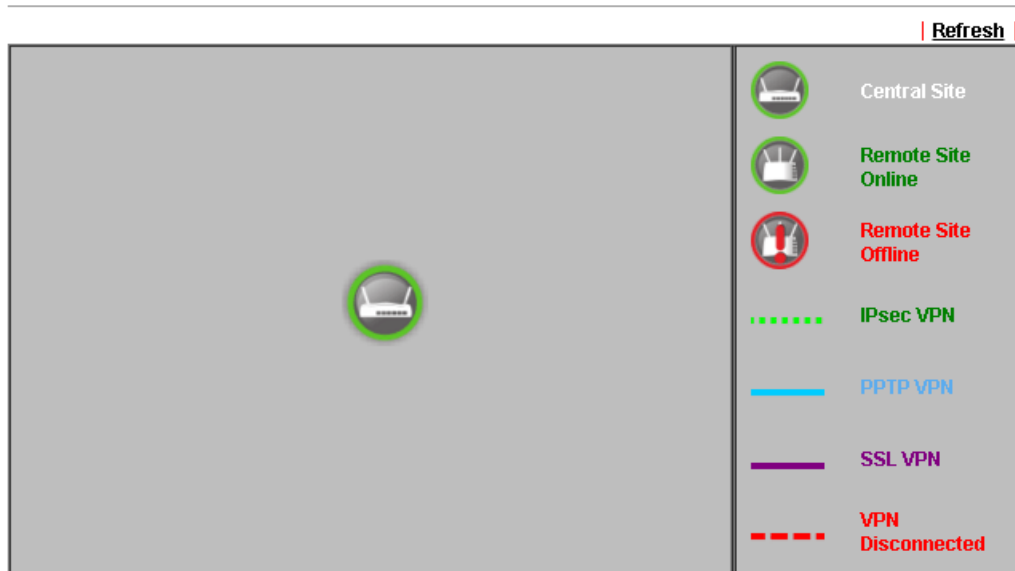 | Refresh |
Central Site
Remote Site
Online
Remote Site
Offline
IPsec VPN
PPTP VPN
SSL VPN
VPN
Disconnected